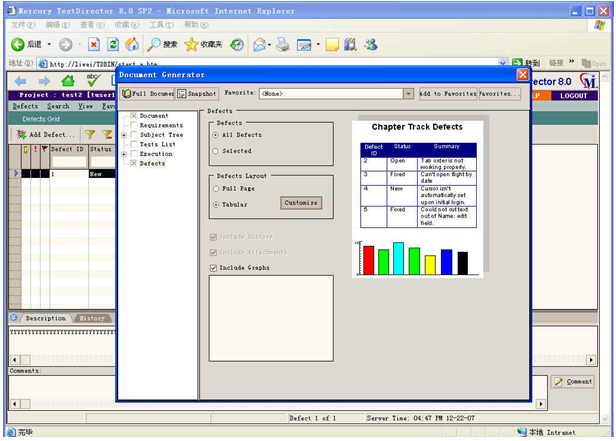 Mercury TestDirector 8.0 SP2 - Microsoft Internet Explorer
文件(F) 编辑(E) 查看(V) 收藏(A) 工具(T) 帮助(H)
后退 搜索 收藏夹
地址(D) http://liwei/TDBIN/start_a.htm 转到 链接 »
Document Generator
rector 8.0
Full Documen Snapshot Favorite: <None> Add to Favorites Favorites...
Project : test2 [tuser1 LP LOGOUT
Defects Search View Fav
Defects Grid
Add Defect...
Defect ID Status
1 New
Document
Requirements
Subject Tree
Tests List
Execution
Defects
Defects
Defects
All Defects
Selected
Defects Layout
Full Page
Tabular Customize
Include History
Include Attachments
Include Graphs
Chapter Track Defects
Defect ID Status Summary
2 Open Tab order is not working properly.
3 Fixed Can't open flight by date
4 New Cursor isn't automatically set upon initial login.
5 Fixed Could not cut text out of Name: edit field.
Description History
Comments:
Comment
Defect 1 of 1 Server Time: 04:47 PM 12-22-07
完毕 本地 Intranet